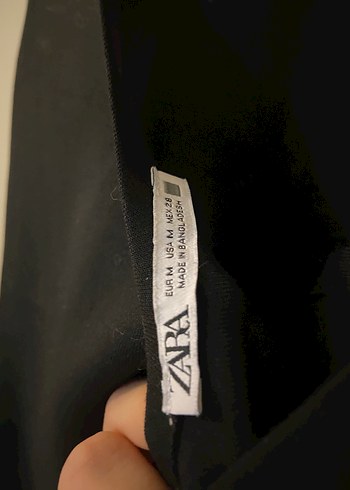 ZARA
EUR M USA M MEX 28
MADE IN BANGLADESH